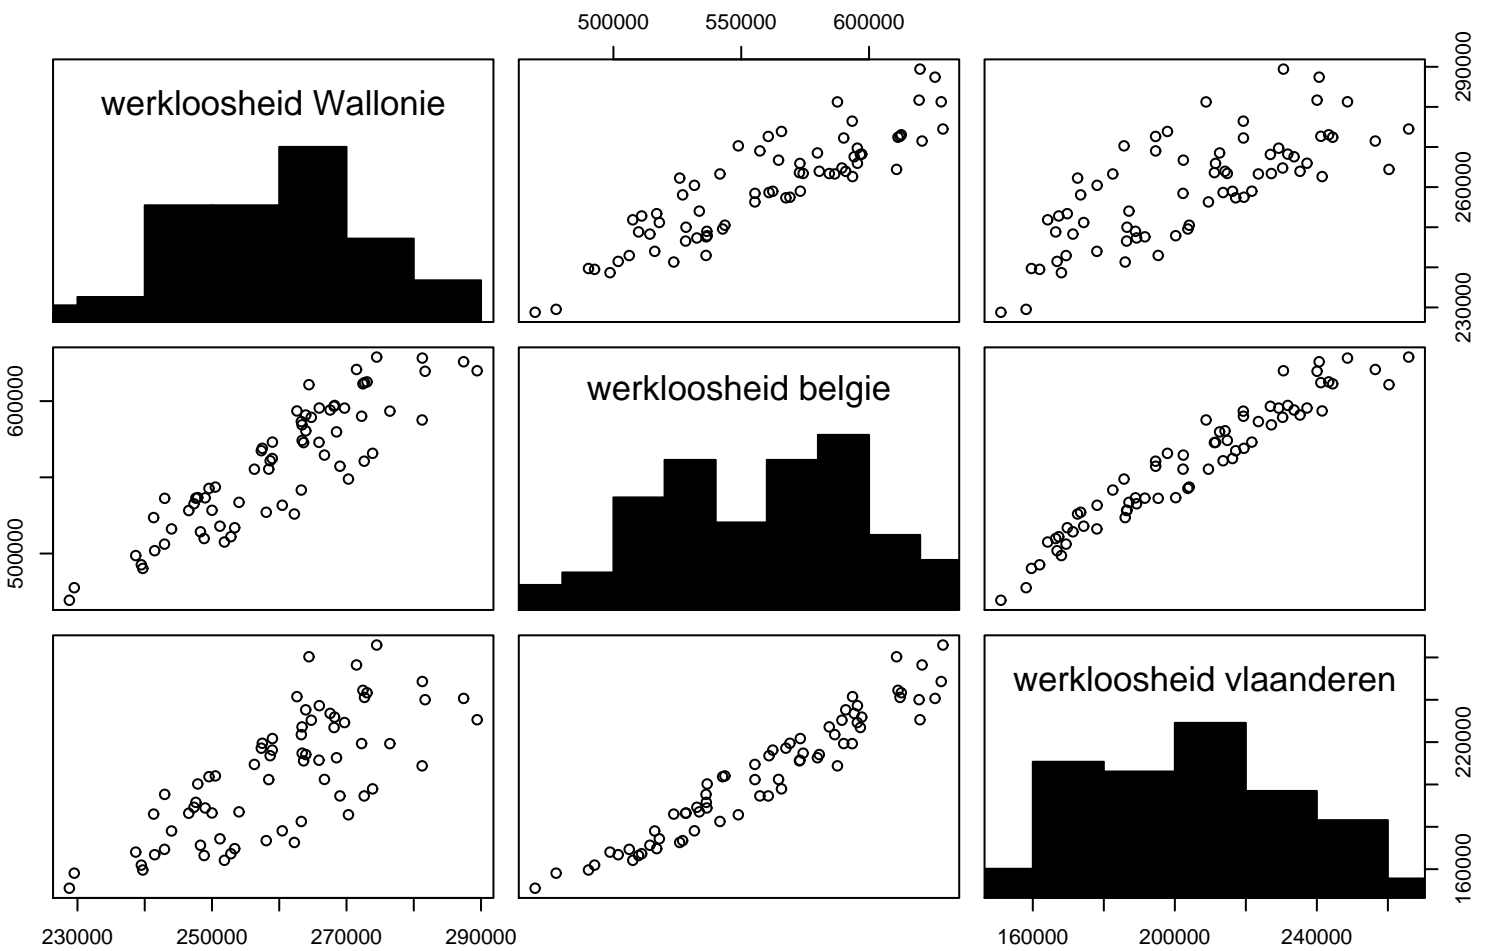 500000 550000 600000
werkloosheid Wallonie
230000 260000 290000
werkloosheid belgie
500000 600000
werkloosheid vlaanderen
160000 220000
230000 250000 270000 290000
160000 200000 240000